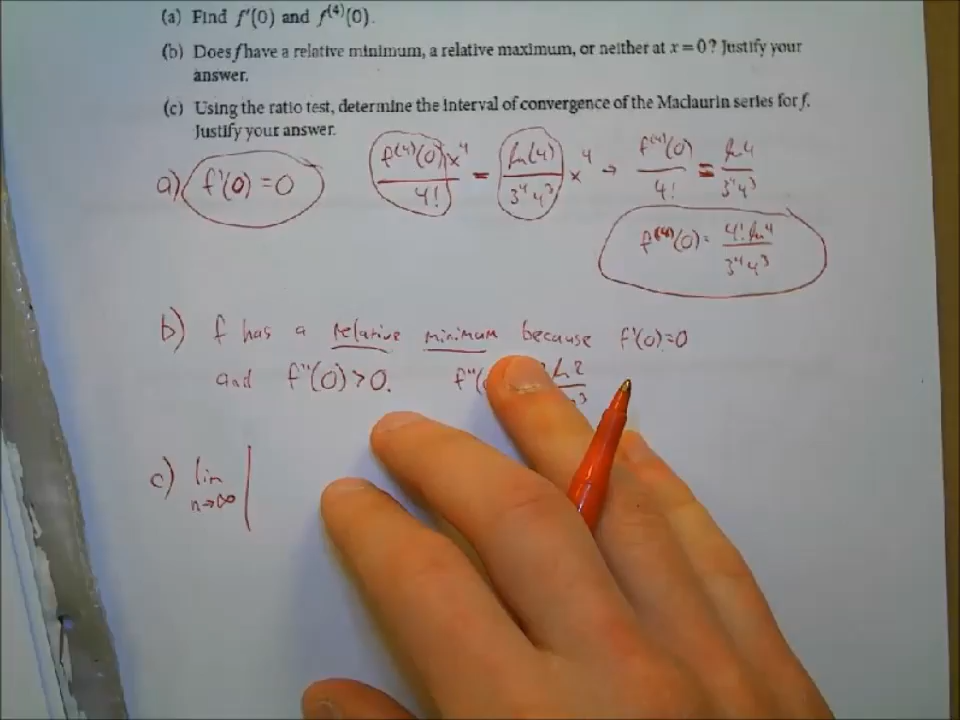 (a) Find f'(0) and f⁽⁴⁾(0).
(b) Does f have a relative minimum, a relative maximum, or neither at x = 0? Justify your
answer.
(c) Using the ratio test, determine the interval of convergence of the Maclaurin series for f.
Justify your answer.
a) f'(0) = 0 f⁽⁴⁾(0)x⁴/4! = ln(4)/3⁴4³ x⁴ → f⁽⁴⁾(0)/4! = ln4/3⁴4³
f⁽⁴⁾(0) = 4! ln4/3⁴4³
b) f has a relative minimum because f'(0)=0
and f"(0) > 0. f"(
c) lim n→∞ |